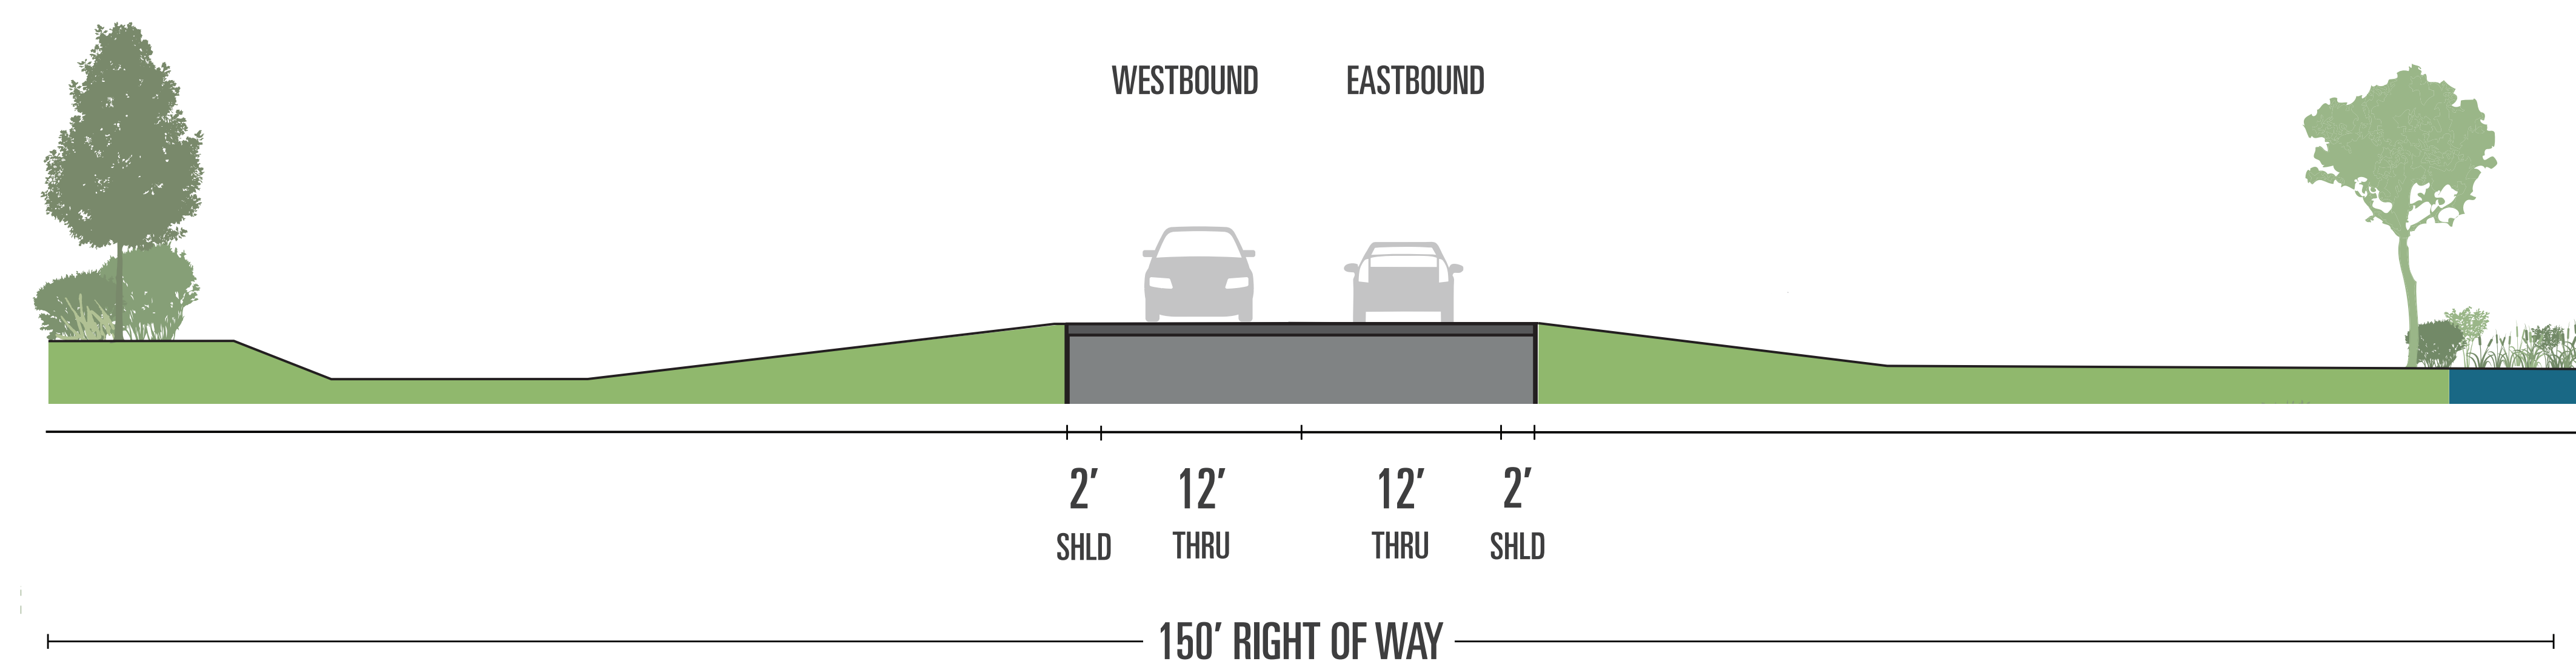 WESTBOUND EASTBOUND
2′ 12′ 12′ 2′
SHLD THRU THRU SHLD
150′ RIGHT OF WAY